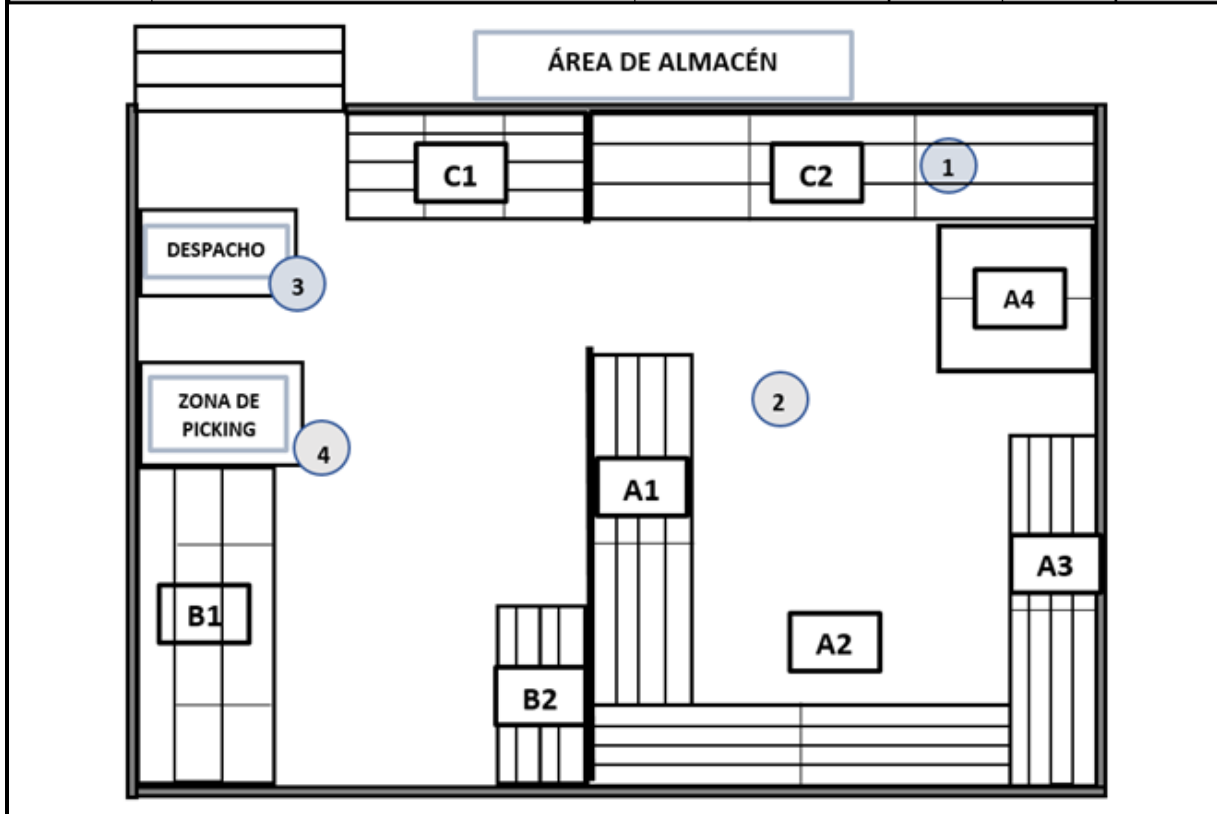 ÁREA DE ALMACÉN
C1
C2
1
DESPACHO
3
A4
ZONA DE
PICKING
4
2
A1
A3
B1
A2
B2